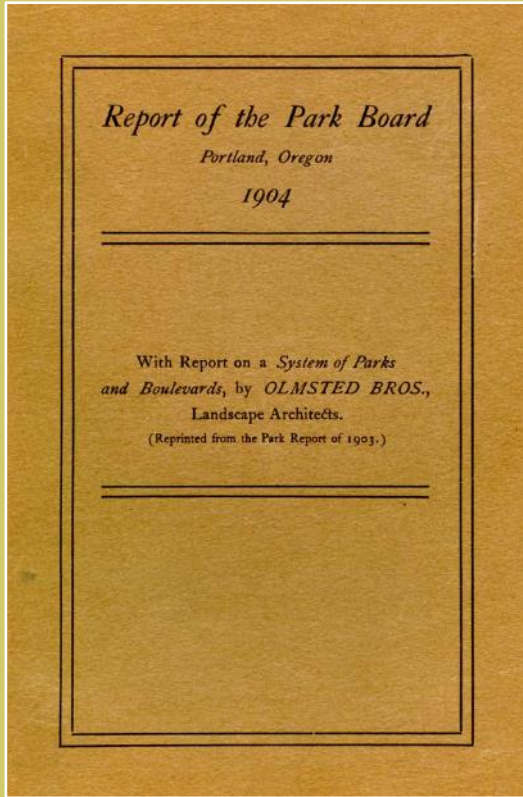 Report of the Park Board
Portland, Oregon
1904
With Report on a System of Parks
and Boulevards, by OLMSTED BROS.,
Landscape Architects.
(Reprinted from the Park Report of 1903.)